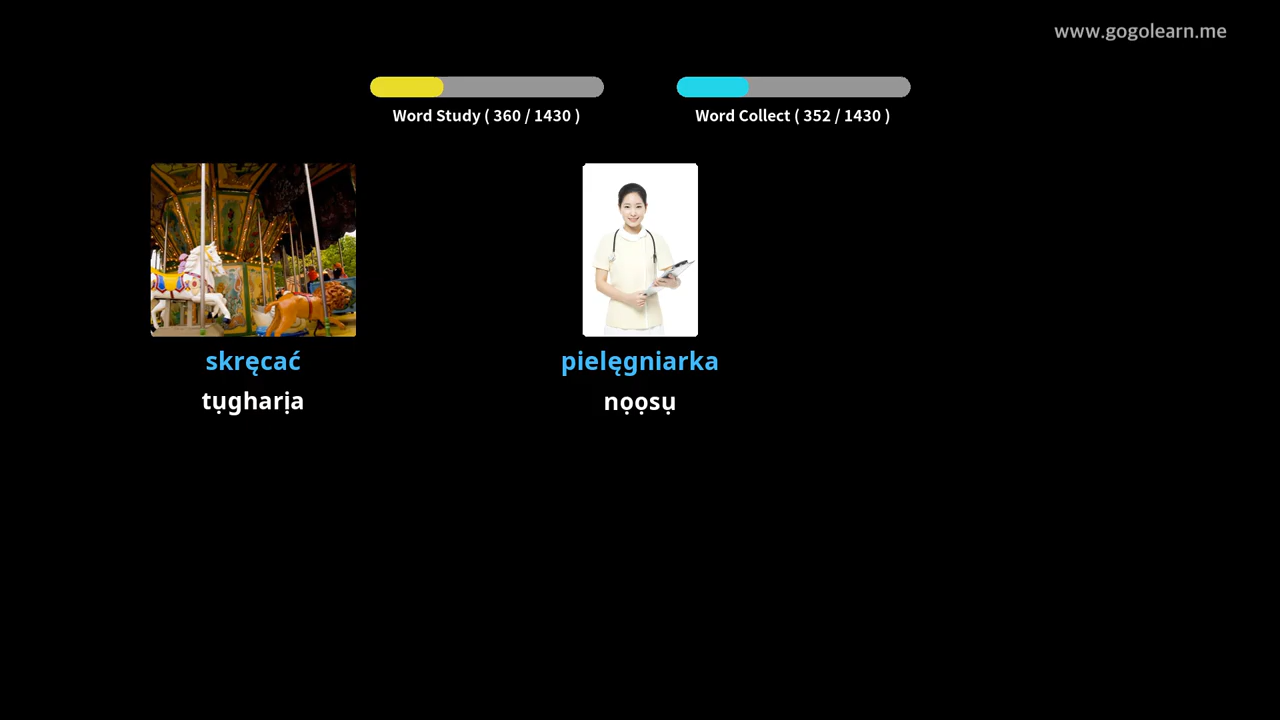 www.gogolearn.me
Word Study ( 360 / 1430 )
Word Collect ( 352 / 1430 )
skręcać
tụgharịa
pielęgniarka
nọọsụ